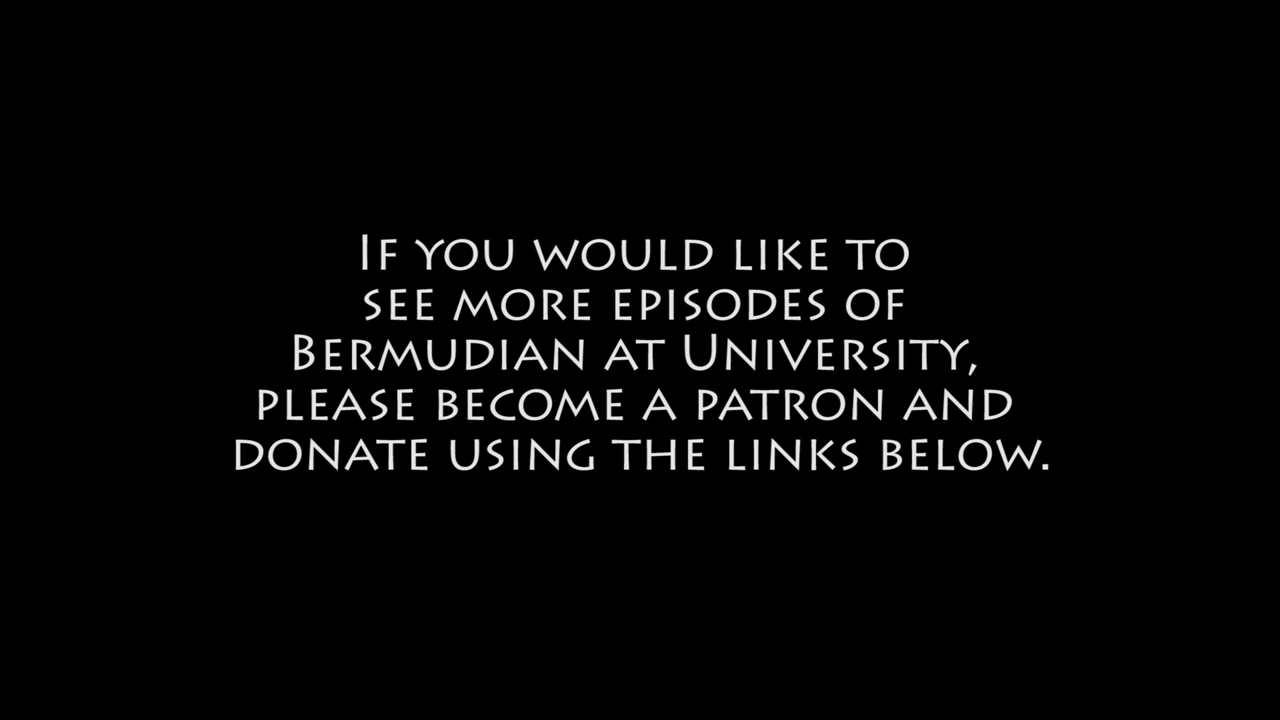 If you would like to
see more episodes of
Bermudian at University,
please become a patron and
donate using the links below.